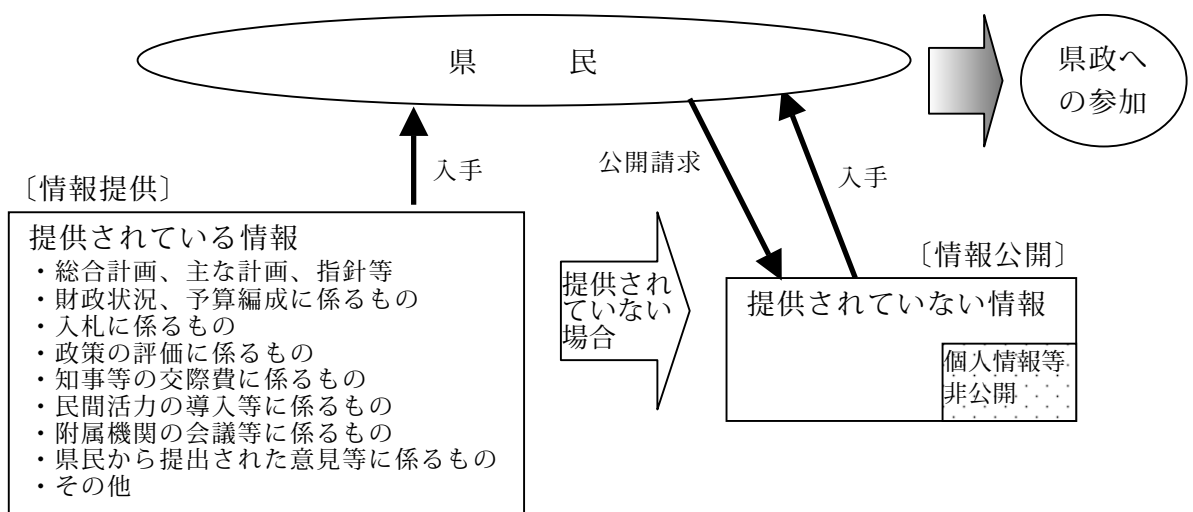 県　民
県政へ
の参加
入手
公開請求
入手
〔情報提供〕
提供されている情報
・総合計画、主な計画、指針等
・財政状況、予算編成に係るもの
・入札に係るもの
・政策の評価に係るもの
・知事等の交際費に係るもの
・民間活力の導入等に係るもの
・附属機関の会議等に係るもの
・県民から提出された意見等に係るもの
・その他
提供され
ていない
場合
〔情報公開〕
提供されていない情報
個人情報等
非公開